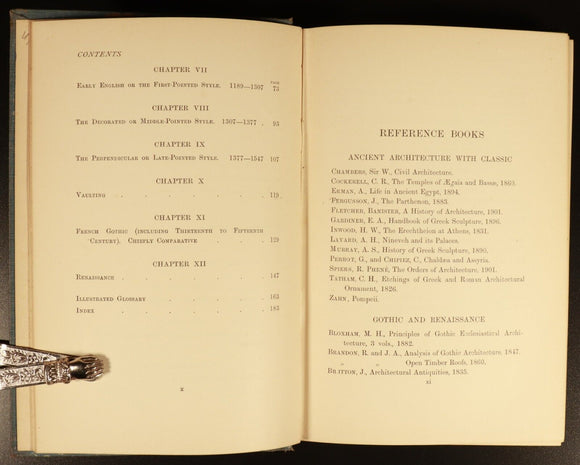 CONTENTS
CHAPTER VII
PAGE
EARLY ENGLISH OR THE FIRST-POINTED STYLE. 1189—1307 73
CHAPTER VIII
THE DECORATED OR MIDDLE-POINTED STYLE. 1307—1377 . 95
CHAPTER IX
THE PERPENDICULAR OR LATE-POINTED STYLE. 1377—1547 107
CHAPTER X
VAULTING . . . . . . . 119
CHAPTER XI
FRENCH GOTHIC (INCLUDING THIRTEENTH TO FIFTEENTH
CENTURY). CHIEFLY COMPARATIVE . . . . 129
CHAPTER XII
RENAISSANCE . . . . . . . 147
ILLUSTRATED GLOSSARY . . . . . 163
INDEX . . . . . . . 183
x
REFERENCE BOOKS
ANCIENT ARCHITECTURE WITH CLASSIC
CHAMBERS, Sir W., Civil Architecture.
COCKERELL, C. R., The Temples of Ægina and Bassæ, 1860.
ERMAN, A., Life in Ancient Egypt, 1894.
FERGUSSON, J., The Parthenon, 1883.
FLETCHER, BANISTER, A History of Architecture, 1901.
GARDINER, E. A., Handbook of Greek Sculpture, 1896.
INWOOD, H. W., The Erechtheion at Athens, 1831.
LAYARD, A. H., Nineveh and its Palaces.
MURRAY, A. S., History of Greek Sculpture, 1890.
PERROT, G., and CHIPIEZ, C., Chaldea and Assyria.
SPIERS, R. PHENÉ, The Orders of Architecture, 1901.
TATHAM, C. H., Etchings of Greek and Roman Architectural
Ornament, 1826.
ZAHN, Pompeii.
GOTHIC AND RENAISSANCE
BLOXHAM, M. H., Principles of Gothic Ecclesiastical Archi-
tecture, 3 vols., 1882.
BRANDON, R. and J. A., Analysis of Gothic Architecture, 1847.
„ „ Open Timber Roofs, 1860.
BRITTON, J., Architectural Antiquities, 1835.
xi